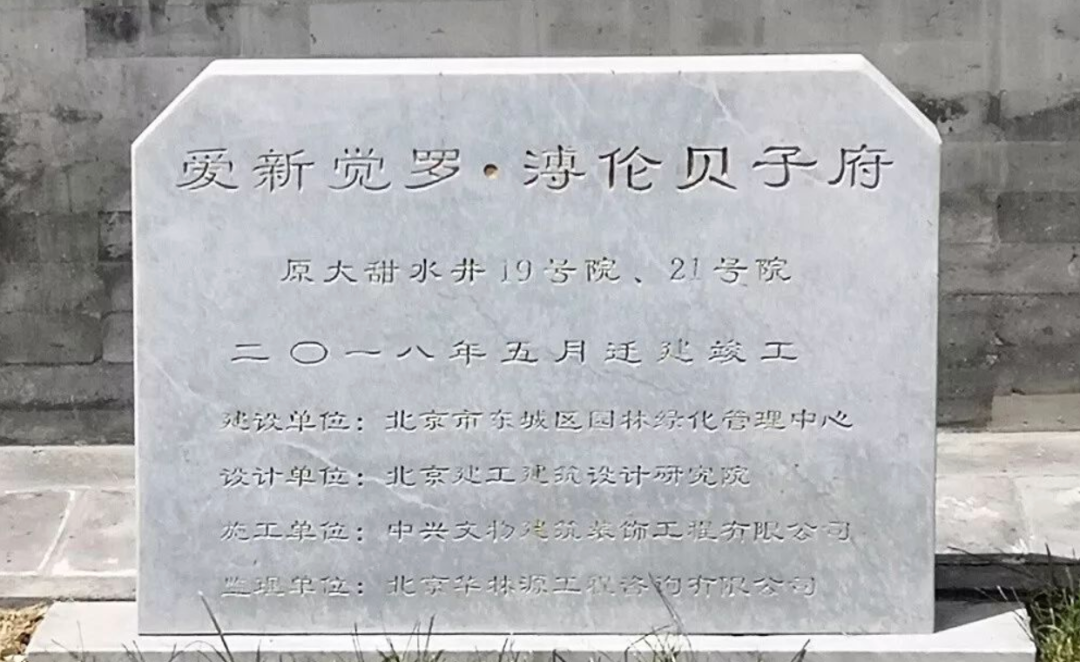 爱新觉罗·溥伦贝子府
原大甜水井19号院、21号院
二〇一八年五月迁建竣工
建设单位：北京市东城区园林绿化管理中心
设计单位：北京建工建筑设计研究院
施工单位：中兴文物建筑装饰工程有限公司
监理单位：北京华林源工程咨询有限公司